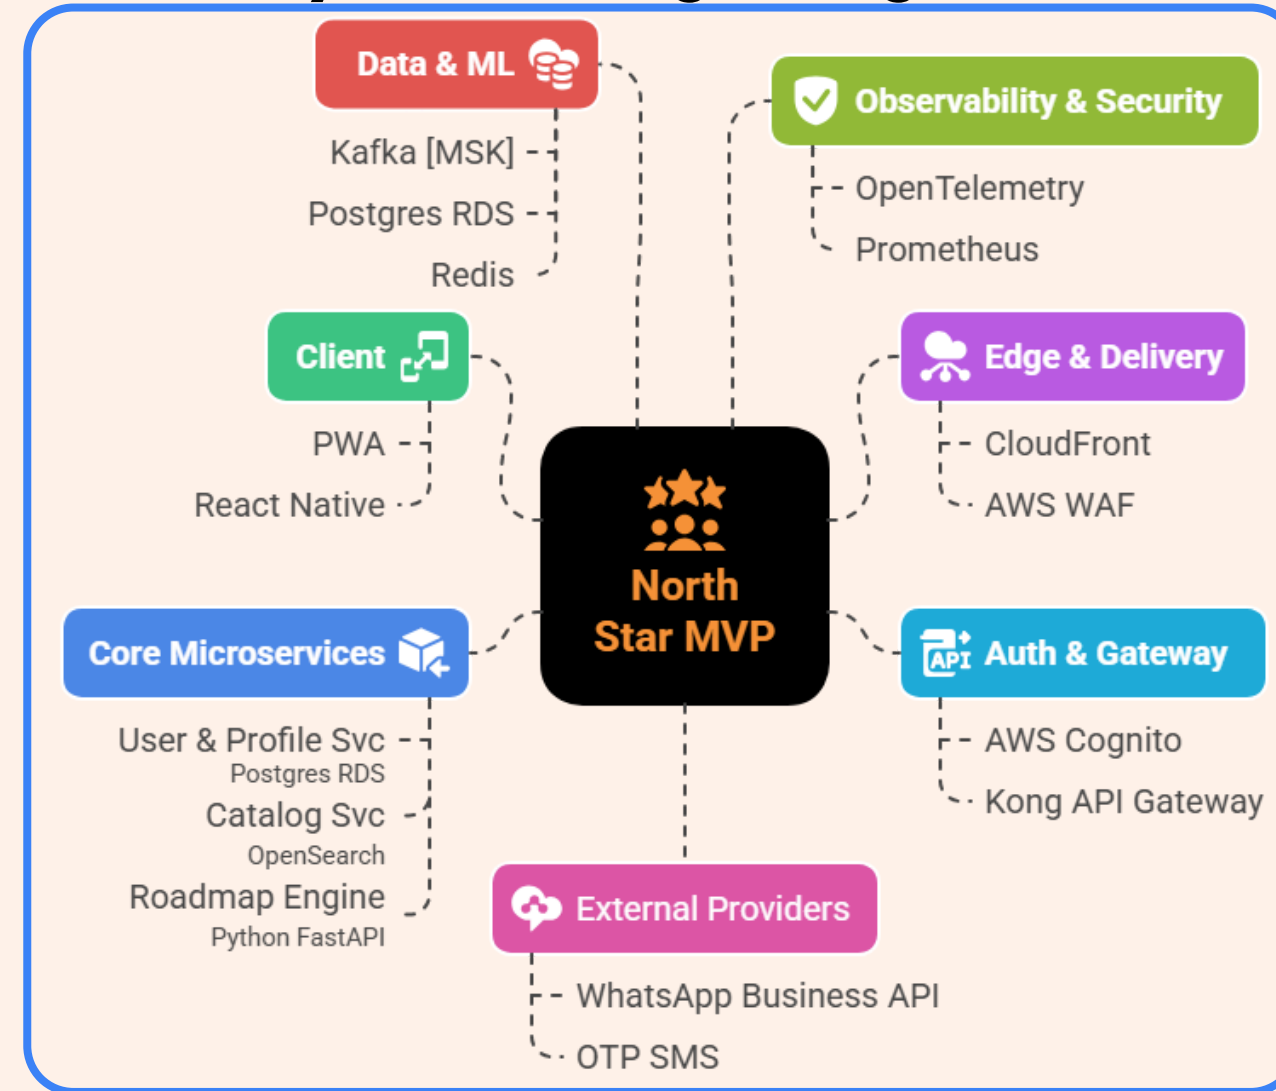 Data & ML
Kafka [MSK]
Postgres RDS
Redis
Observability & Security
OpenTelemetry
Prometheus
Client
PWA
React Native
Edge & Delivery
CloudFront
AWS WAF
North
Star MVP
Core Microservices
User & Profile Svc
Postgres RDS
Catalog Svc
OpenSearch
Roadmap Engine
Python FastAPI
API
Auth & Gateway
AWS Cognito
Kong API Gateway
External Providers
WhatsApp Business API
OTP SMS